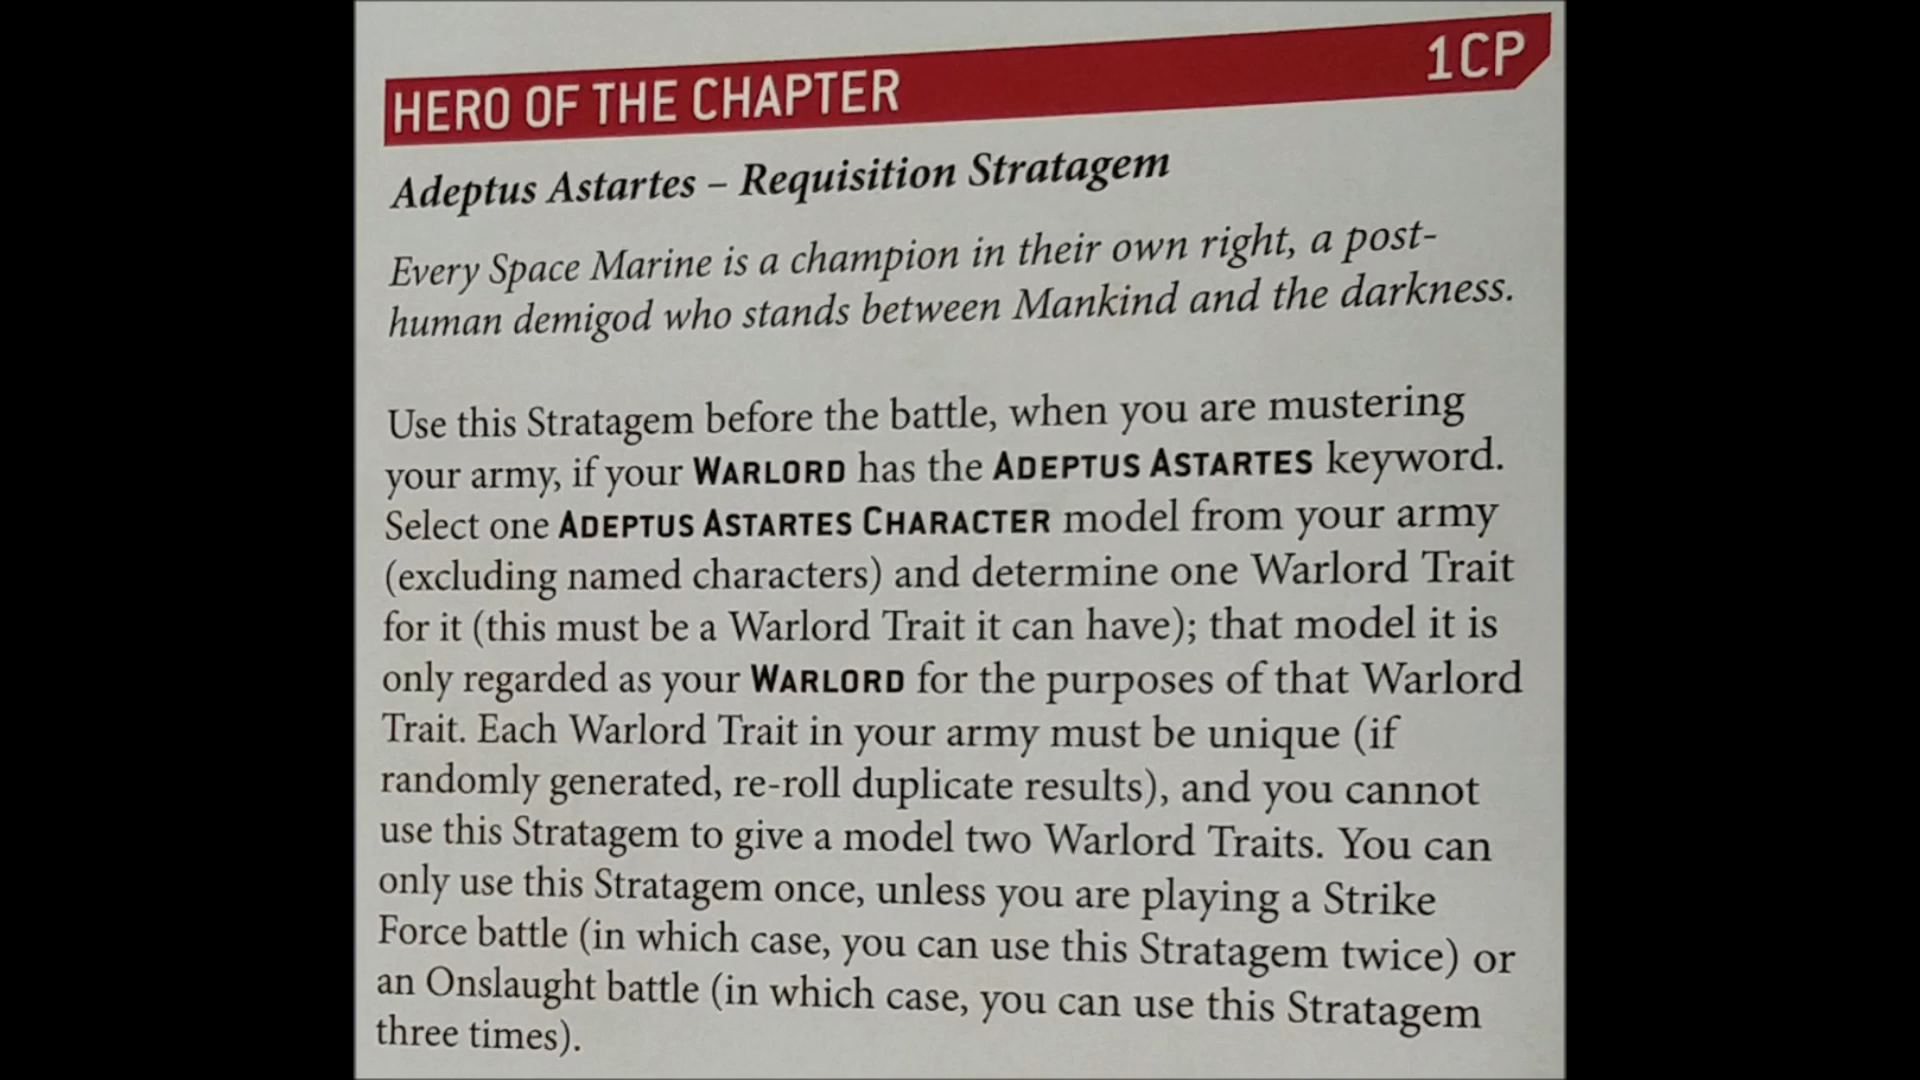 HERO OF THE CHAPTER 1CP
Adeptus Astartes – Requisition Stratagem
Every Space Marine is a champion in their own right, a post-
human demigod who stands between Mankind and the darkness.
Use this Stratagem before the battle, when you are mustering
your army, if your WARLORD has the ADEPTUS ASTARTES keyword.
Select one ADEPTUS ASTARTES CHARACTER model from your army
(excluding named characters) and determine one Warlord Trait
for it (this must be a Warlord Trait it can have); that model it is
only regarded as your WARLORD for the purposes of that Warlord
Trait. Each Warlord Trait in your army must be unique (if
randomly generated, re-roll duplicate results), and you cannot
use this Stratagem to give a model two Warlord Traits. You can
only use this Stratagem once, unless you are playing a Strike
Force battle (in which case, you can use this Stratagem twice) or
an Onslaught battle (in which case, you can use this Stratagem
three times).